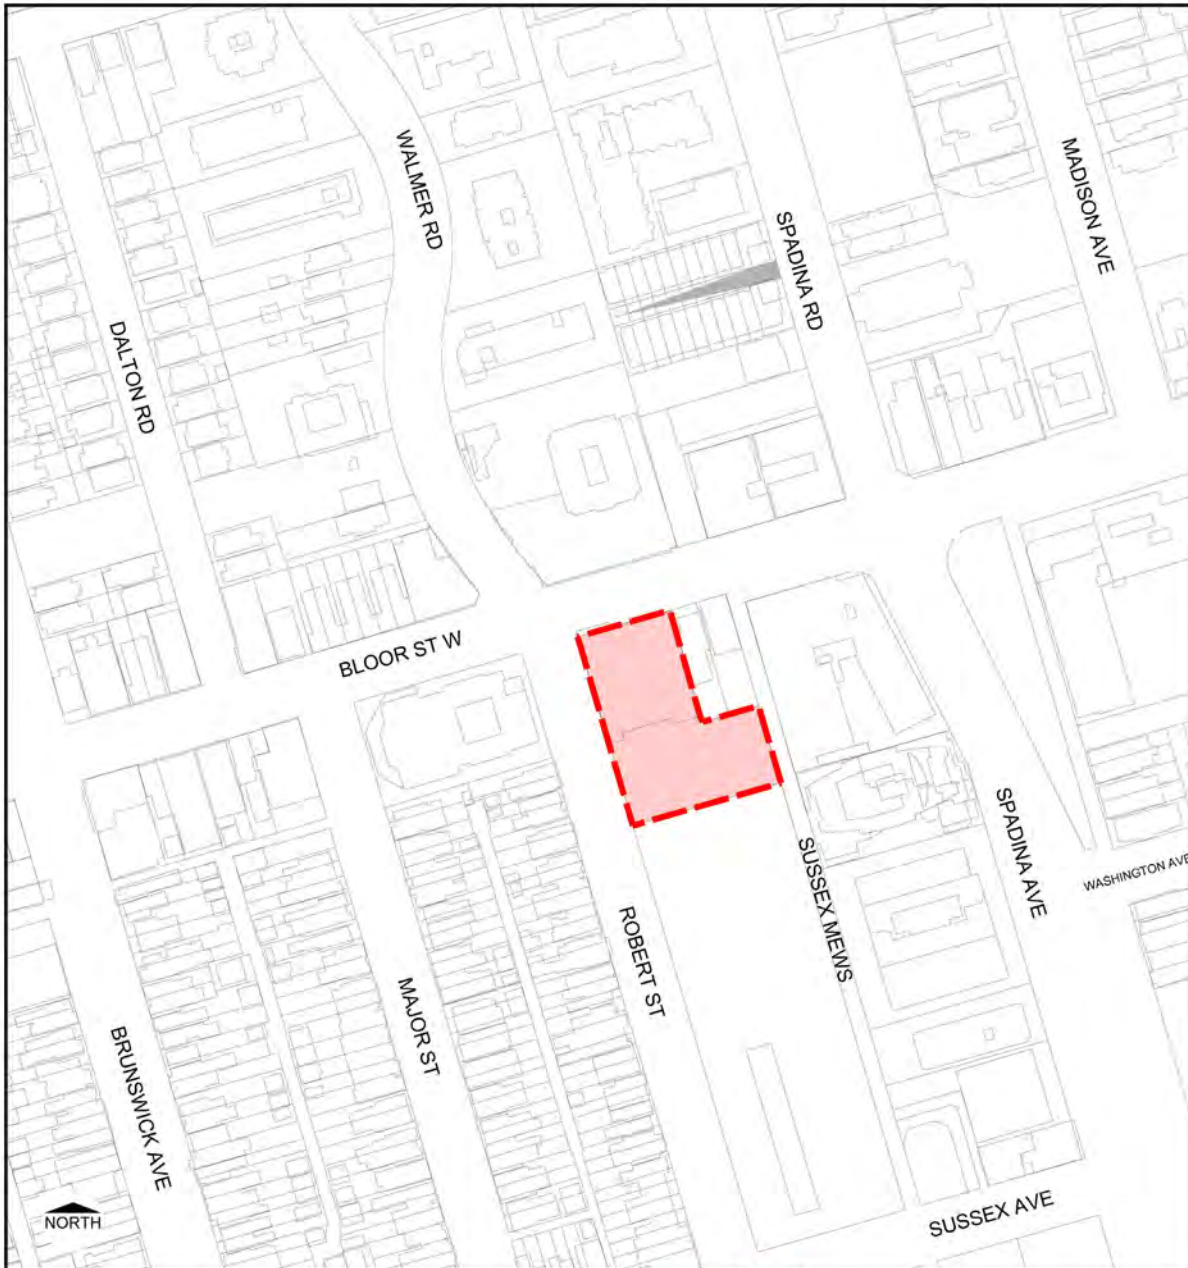 WALMER RD
MADISON AVE
SPADINA RD
DALTON RD
BLOOR ST W
SPADINA AVE
WASHINGTON AVE
SUSSEX MEWS
ROBERT ST
MAJOR ST
BRUNSWICK AVE
NORTH
SUSSEX AVE